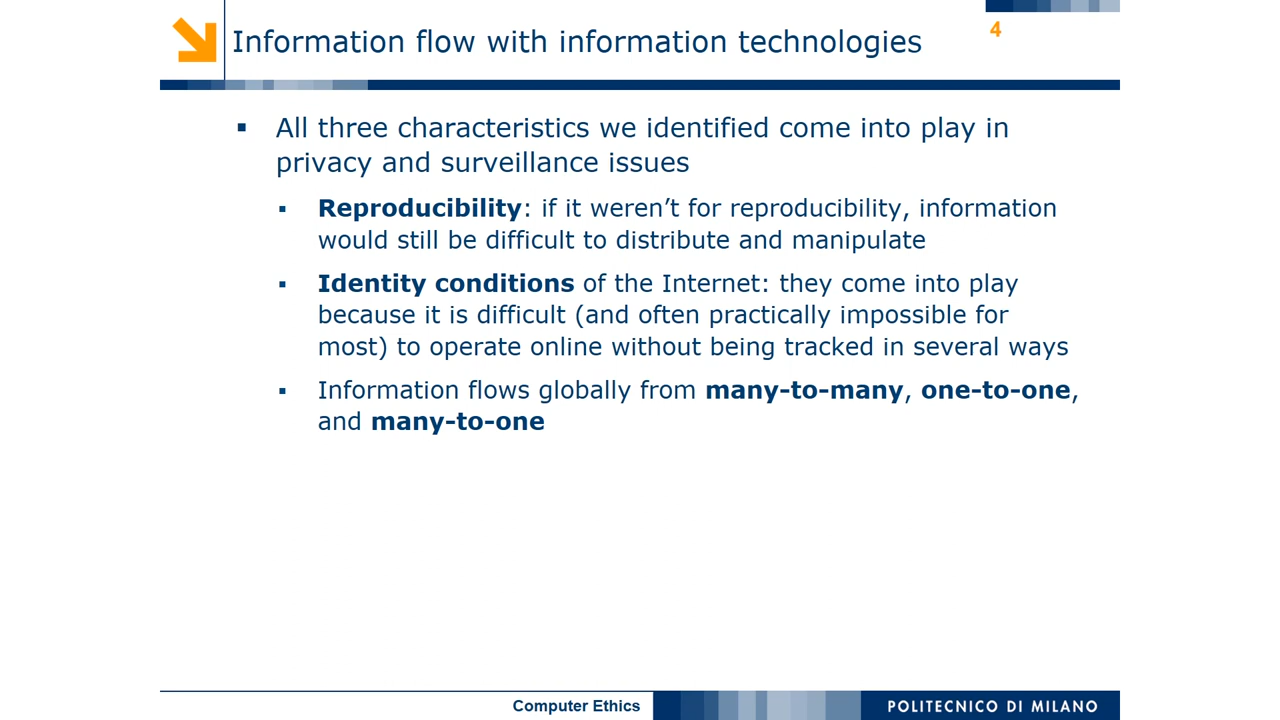 Information flow with information technologies
4
▪ All three characteristics we identified come into play in
privacy and surveillance issues
▪ Reproducibility: if it weren’t for reproducibility, information
would still be difficult to distribute and manipulate
▪ Identity conditions of the Internet: they come into play
because it is difficult (and often practically impossible for
most) to operate online without being tracked in several ways
▪ Information flows globally from many-to-many, one-to-one,
and many-to-one
Computer Ethics
POLITECNICO DI MILANO